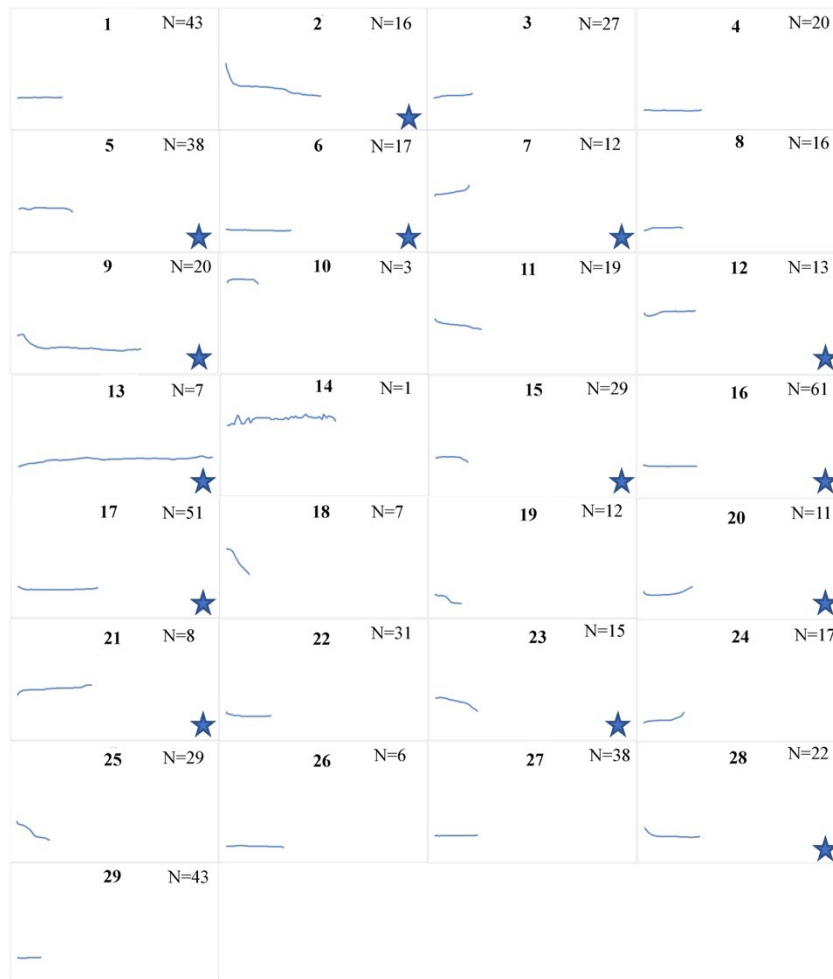 1 N=43 2 N=16 3 N=27 4 N=20
5 N=38 6 N=17 7 N=12 8 N=16
9 N=20 10 N=3 11 N=19 12 N=13
13 N=7 14 N=1 15 N=29 16 N=61
17 N=51 18 N=7 19 N=12 20 N=11
21 N=8 22 N=31 23 N=15 24 N=17
25 N=29 26 N=6 27 N=38 28 N=22
29 N=43